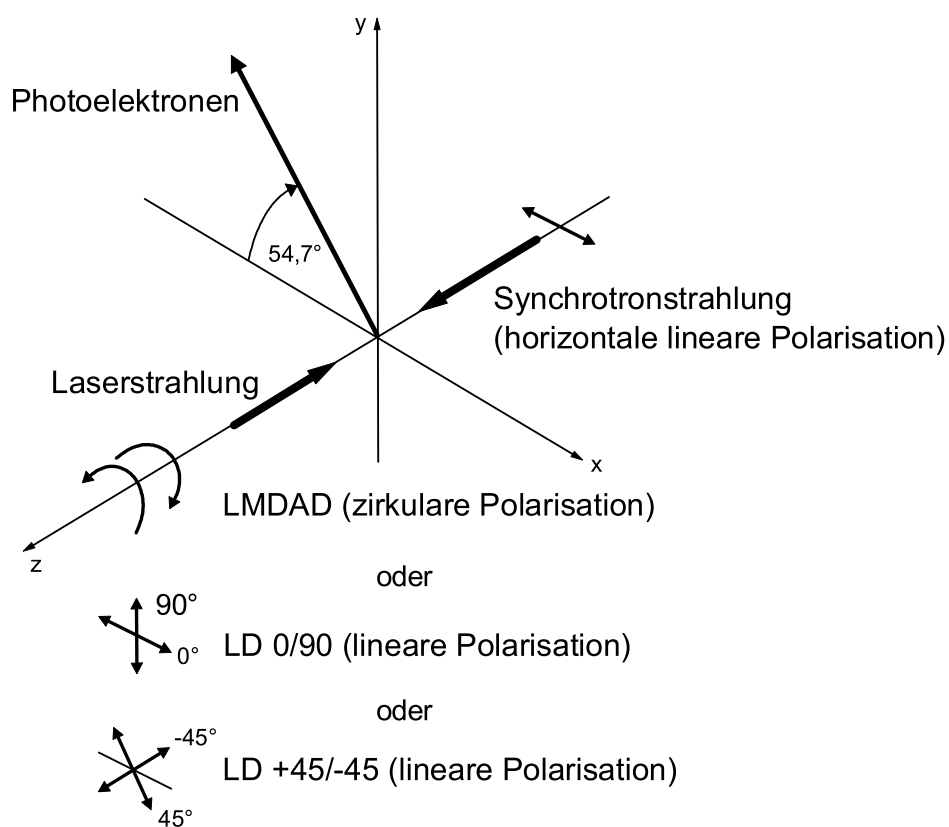 y
Photoelektronen
54,7°
Synchrotronstrahlung
(horizontale lineare Polarisation)
Laserstrahlung
x
LMDAD (zirkulare Polarisation)
z
oder
90°
0°
LD 0/90 (lineare Polarisation)
oder
-45°
LD +45/-45 (lineare Polarisation)
45°